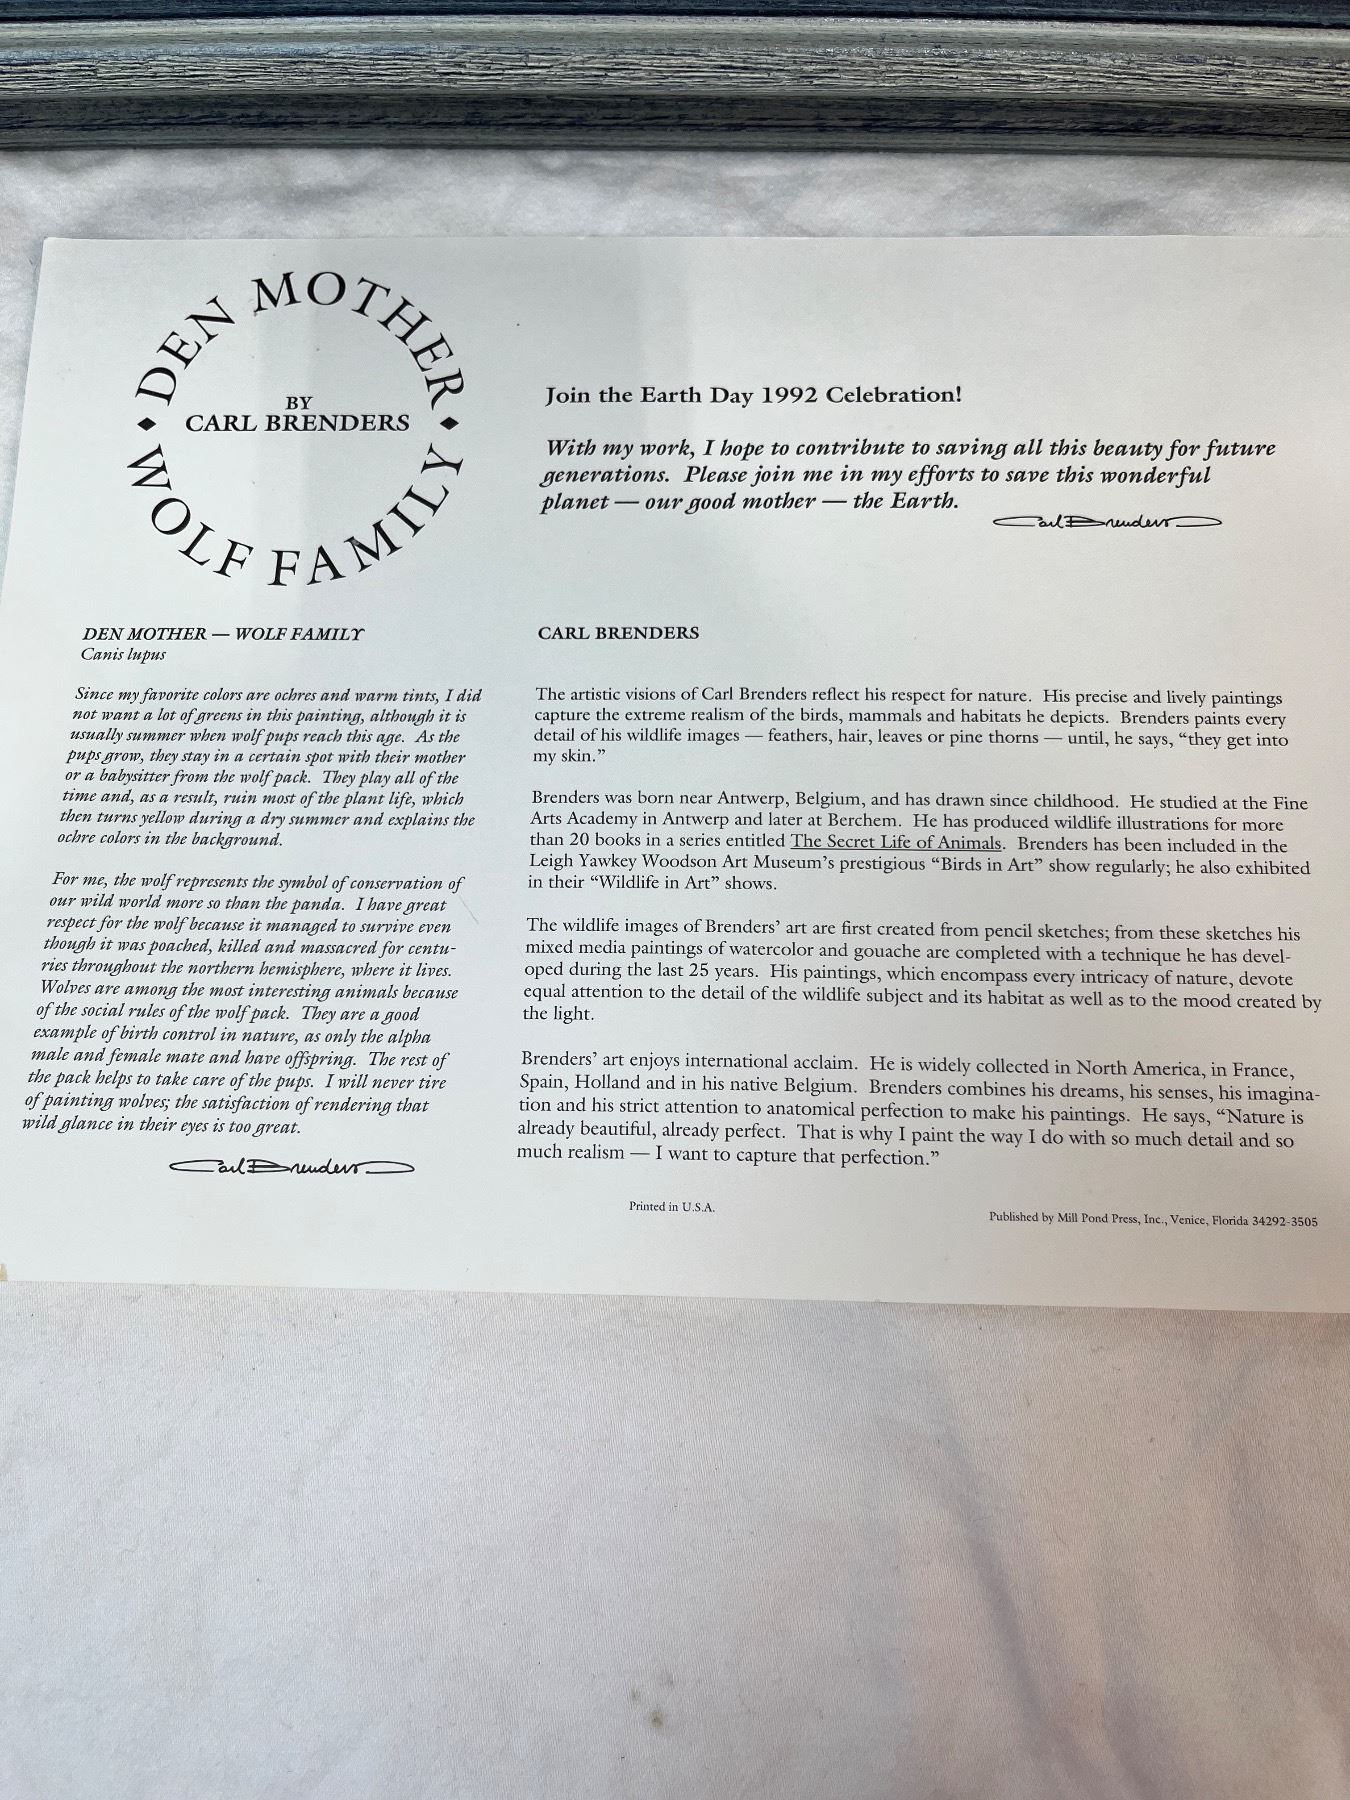 DEN MOTHER
BY
CARL BRENDERS
WOLF FAMILY
Join the Earth Day 1992 Celebration!
With my work, I hope to contribute to saving all this beauty for future
generations. Please join me in my efforts to save this wonderful
planet — our good mother — the Earth.
Carl Brenders
DEN MOTHER — WOLF FAMILY
Canis lupus
Since my favorite colors are ochres and warm tints, I did
not want a lot of greens in this painting, although it is
usually summer when wolf pups reach this age. As the
pups grow, they stay in a certain spot with their mother
or a babysitter from the wolf pack. They play all of the
time and, as a result, ruin most of the plant life, which
then turns yellow during a dry summer and explains the
ochre colors in the background.
For me, the wolf represents the symbol of conservation of
our wild world more so than the panda. I have great
respect for the wolf because it managed to survive even
though it was poached, killed and massacred for centu-
ries throughout the northern hemisphere, where it lives.
Wolves are among the most interesting animals because
of the social rules of the wolf pack. They are a good
example of birth control in nature, as only the alpha
male and female mate and have offspring. The rest of
the pack helps to take care of the pups. I will never tire
of painting wolves; the satisfaction of rendering that
wild glance in their eyes is too great.
Carl Brenders
CARL BRENDERS
The artistic visions of Carl Brenders reflect his respect for nature. His precise and lively paintings
capture the extreme realism of the birds, mammals and habitats he depicts. Brenders paints every
detail of his wildlife images — feathers, hair, leaves or pine thorns — until, he says, “they get into
my skin.”
Brenders was born near Antwerp, Belgium, and has drawn since childhood. He studied at the Fine
Arts Academy in Antwerp and later at Berchem. He has produced wildlife illustrations for more
than 20 books in a series entitled The Secret Life of Animals. Brenders has been included in the
Leigh Yawkey Woodson Art Museum’s prestigious “Birds in Art” show regularly; he also exhibited
in their “Wildlife in Art” shows.
The wildlife images of Brenders’ art are first created from pencil sketches; from these sketches his
mixed media paintings of watercolor and gouache are completed with a technique he has devel-
oped during the last 25 years. His paintings, which encompass every intricacy of nature, devote
equal attention to the detail of the wildlife subject and its habitat as well as to the mood created by
the light.
Brenders’ art enjoys international acclaim. He is widely collected in North America, in France,
Spain, Holland and in his native Belgium. Brenders combines his dreams, his senses, his imagina-
tion and his strict attention to anatomical perfection to make his paintings. He says, “Nature is
already beautiful, already perfect. That is why I paint the way I do with so much detail and so
much realism — I want to capture that perfection.”
Printed in U.S.A.
Published by Mill Pond Press, Inc., Venice, Florida 34292-3505